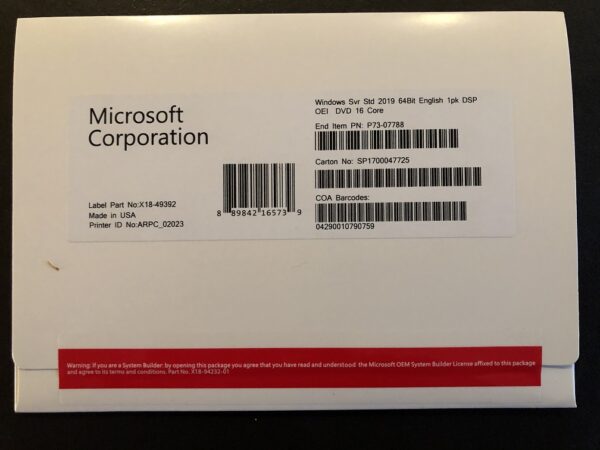 Microsoft
Corporation
Label Part No:X18-49392
Made in USA
Printer ID No:ARPC_02023
8 89842 16573 9
Windows Svr Std 2019 64Bit English 1pk DSP
OEI DVD 16 Core
End Item PN: P73-07788
Carton No: SP1700047725
COA Barcodes:
04290010790759
Warning: If you are a System Builder: by opening this package you agree that you have read and understood the Microsoft OEM System Builder License affixed to this package
and agree to its terms and conditions. Part No. X18-94232-01